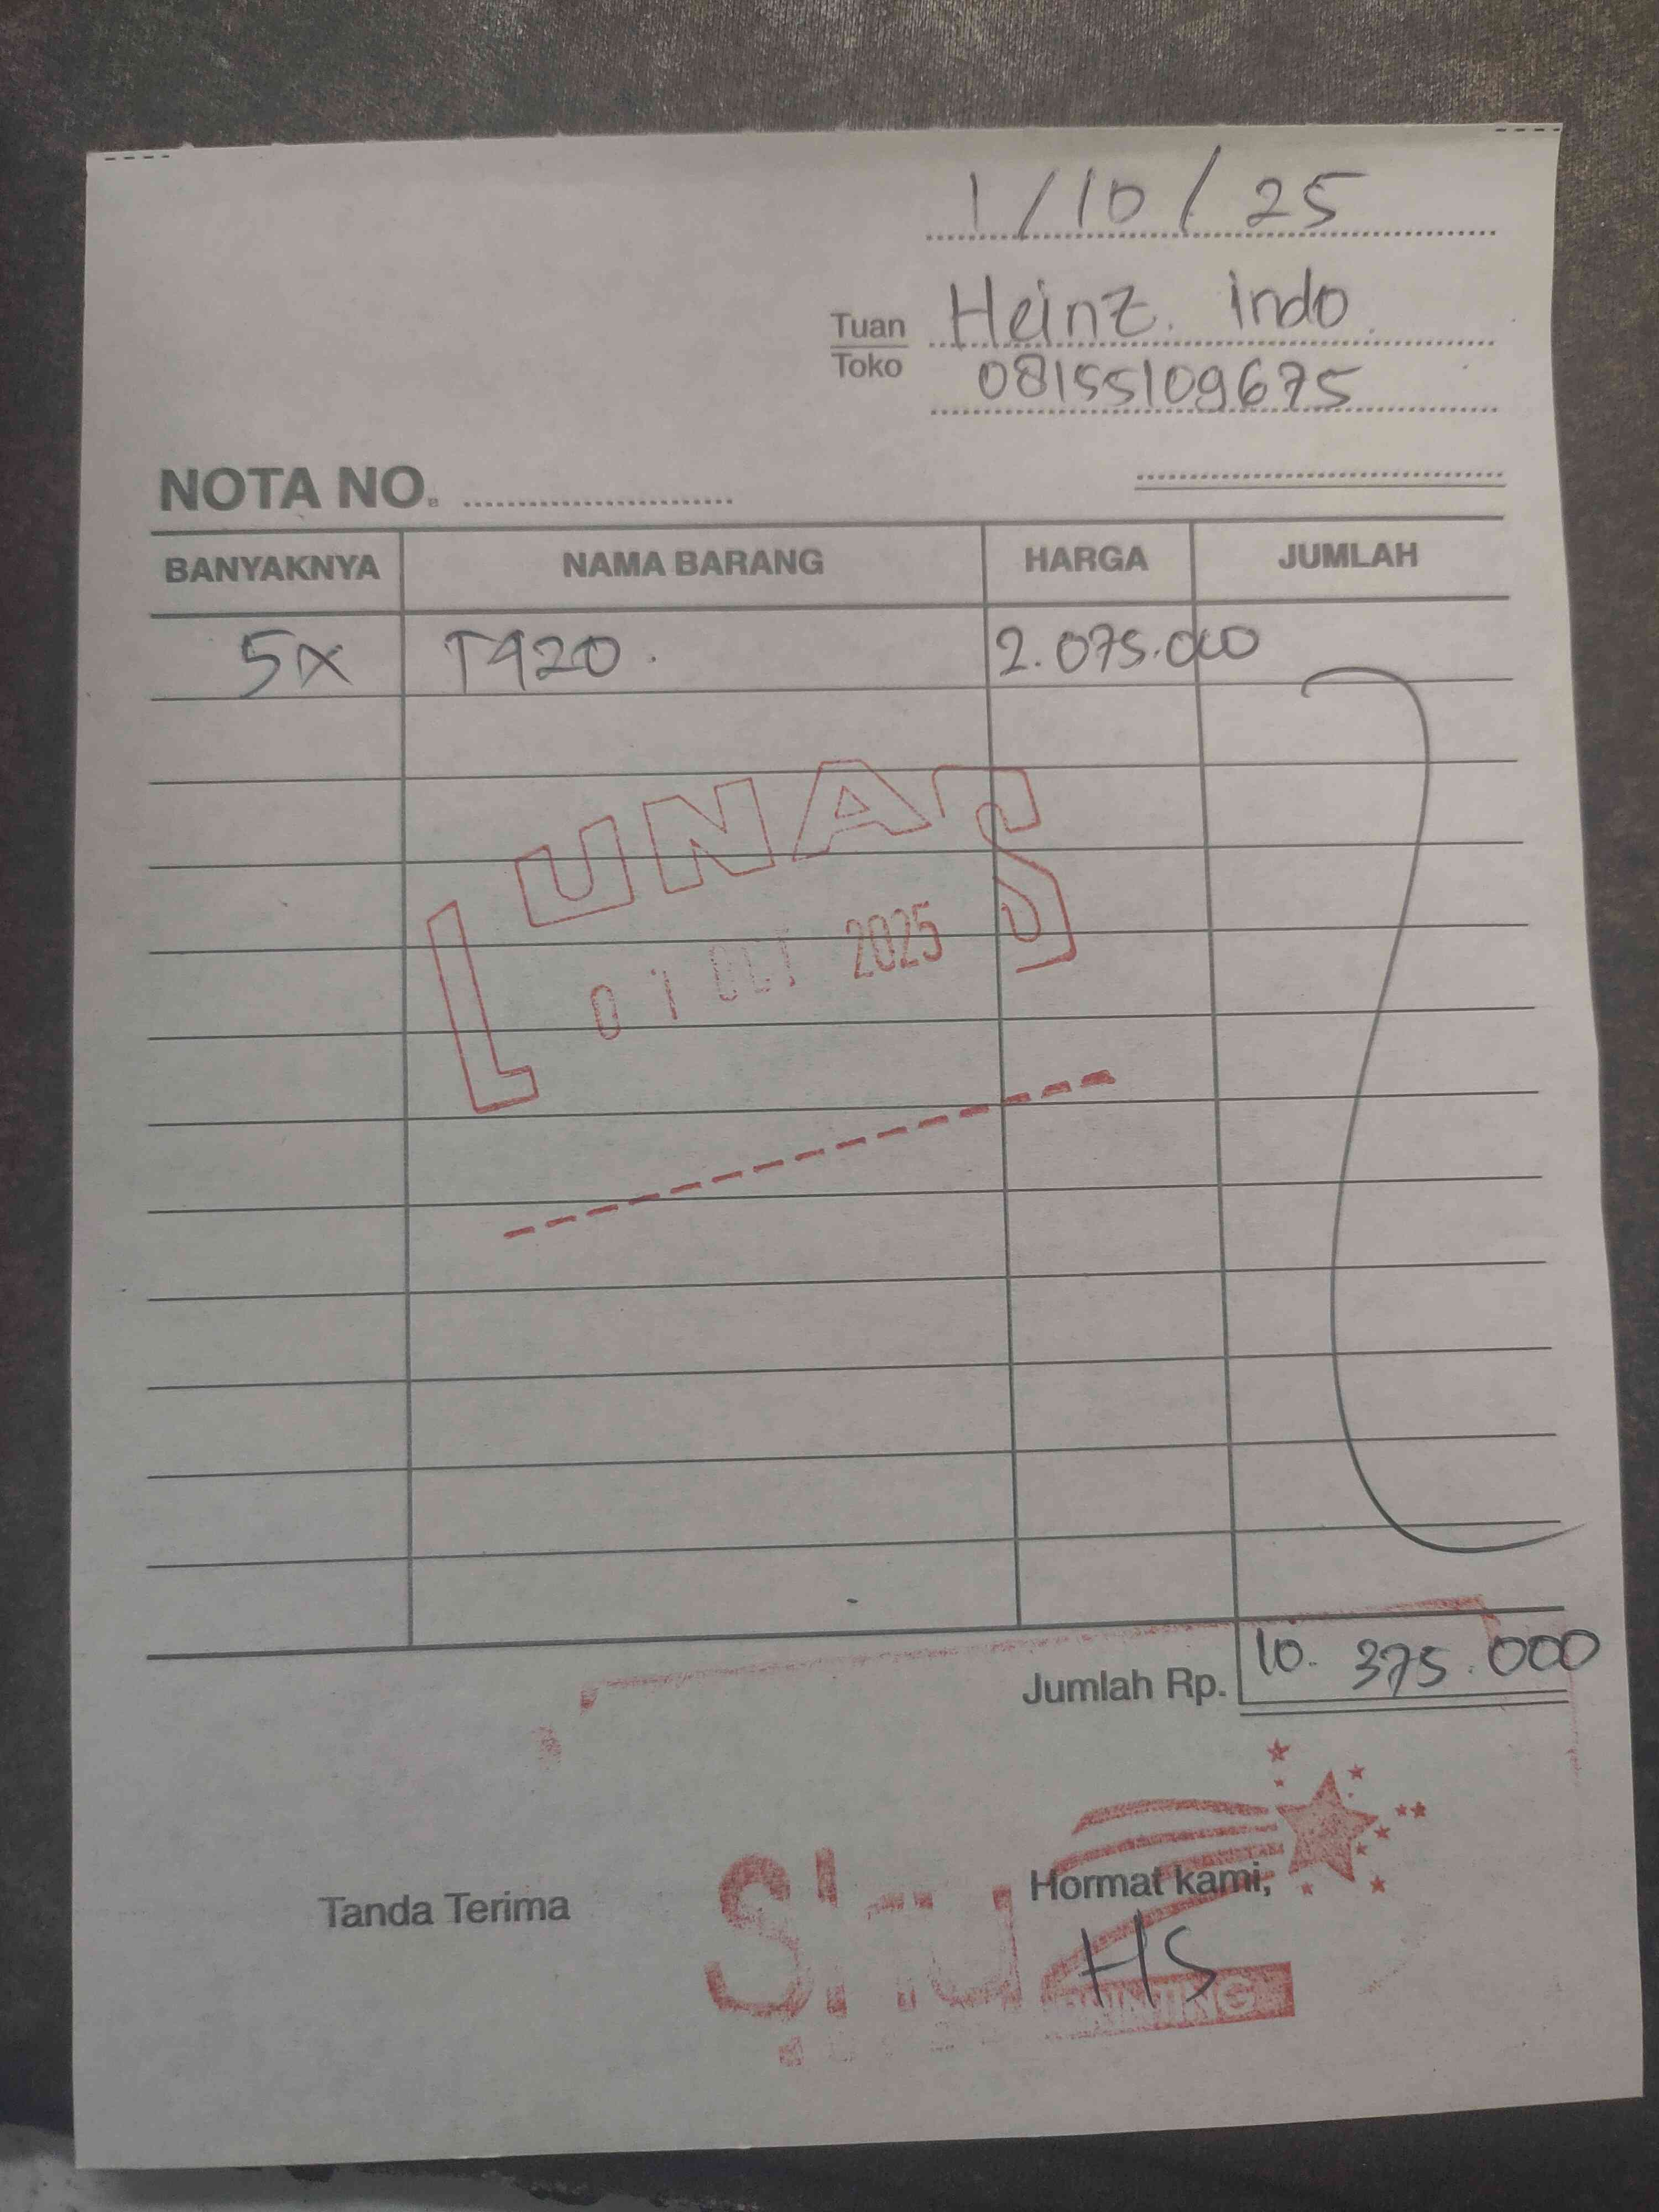 1/10/25
Tuan Heinz. indo.
Toko 08155109675
NOTA NO.
BANYAKNYA NAMA BARANG HARGA JUMLAH
5x T420. 2.075.000
LUNAS
01 OCT 2025
Jumlah Rp. 10.375.000
Tanda Terima Hormat kami,
HS